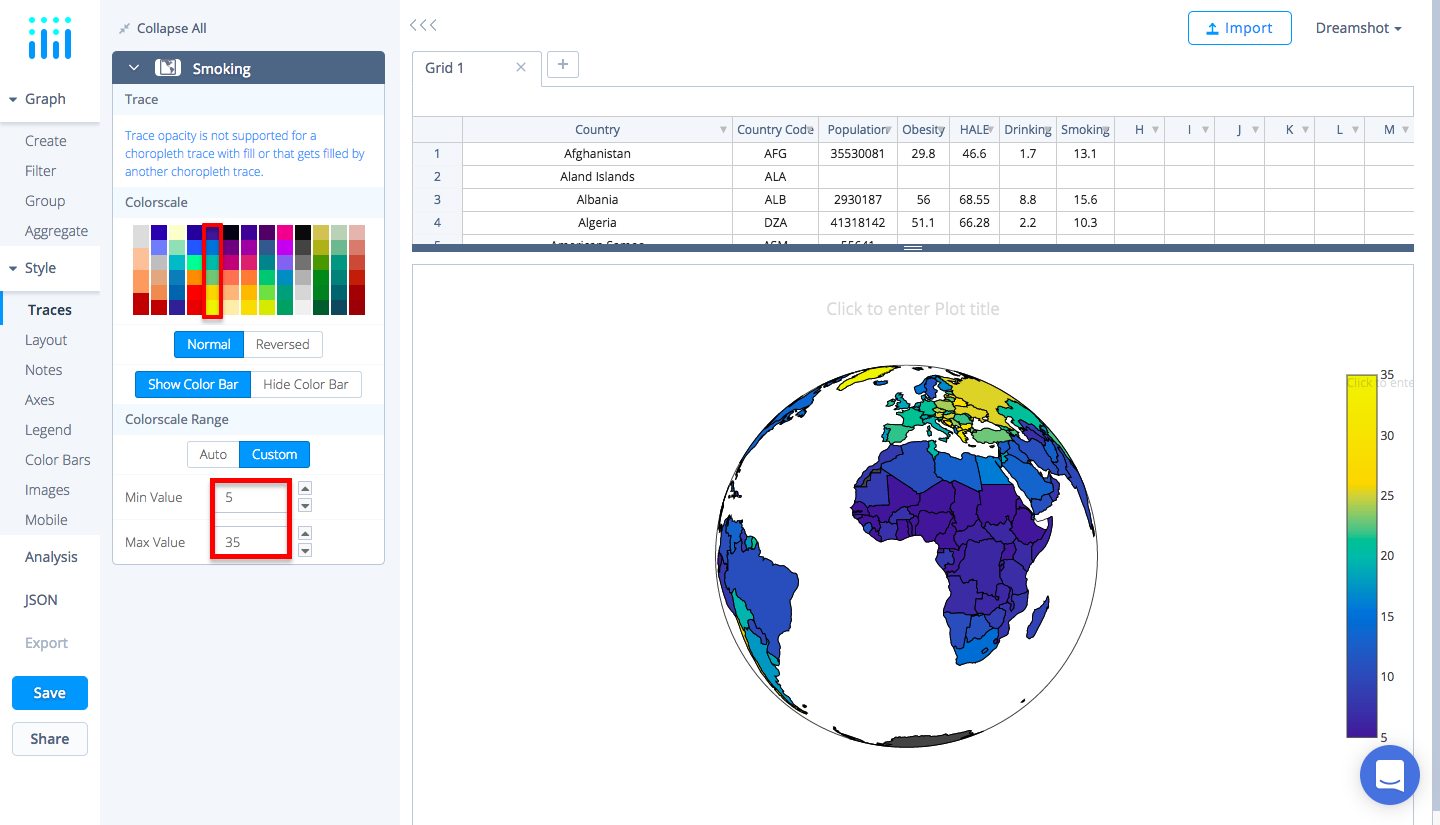 Collapse All
Import
Dreamshot
Smoking
Grid 1
Graph
Trace
Create
Filter
Group
Aggregate
Trace opacity is not supported for a
choropleth trace with fill or that gets filled by
another choropleth trace.
Country
Country Code
Population
Obesity
HALE
Drinking
Smoking
H
I
J
K
L
M
1 Afghanistan AFG 35530081 29.8 46.6 1.7 13.1
2 Aland Islands ALA
3 Albania ALB 2930187 56 68.55 8.8 15.6
4 Algeria DZA 41318142 51.1 66.28 2.2 10.3
5 American Samoa ASM 55641
Colorscale
Style
Traces
Layout
Notes
Axes
Legend
Color Bars
Images
Mobile
Normal Reversed
Show Color Bar Hide Color Bar
Colorscale Range
Auto Custom
Min Value 5
Max Value 35
Analysis
JSON
Export
Save
Share
Click to enter Plot title
Click to ente
35
30
25
20
15
10
5